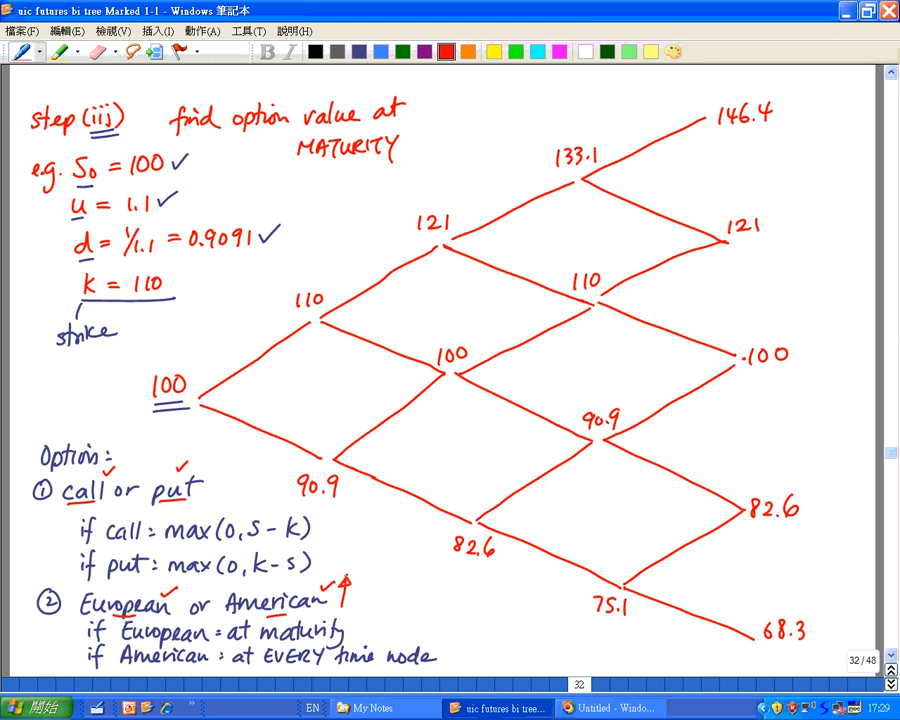 uic futures bi tree Marked 1-1 - Windows 筆記本
檔案(F) 編輯(E) 檢視(V) 插入(I) 動作(A) 工具(T) 說明(H)
B I
step (iii) find option value at
MATURITY
e.g. S₀ = 100 ✓
u = 1.1 ✓
d = 1/1.1 = 0.9091 ✓
k = 110
strike
146.4
133.1
121
121
110
110
100
100
.100
90.9
90.9
82.6
82.6
75.1
68.3
Option:
① call or put
if call = max(0, S - k)
if put: max(0, k - s)
② European or American ↑
if European = at maturity
if American : at EVERY time node
32 / 48
32
開始
EN
My Notes
uic futures bi tree...
Untitled - Windo...
17:29